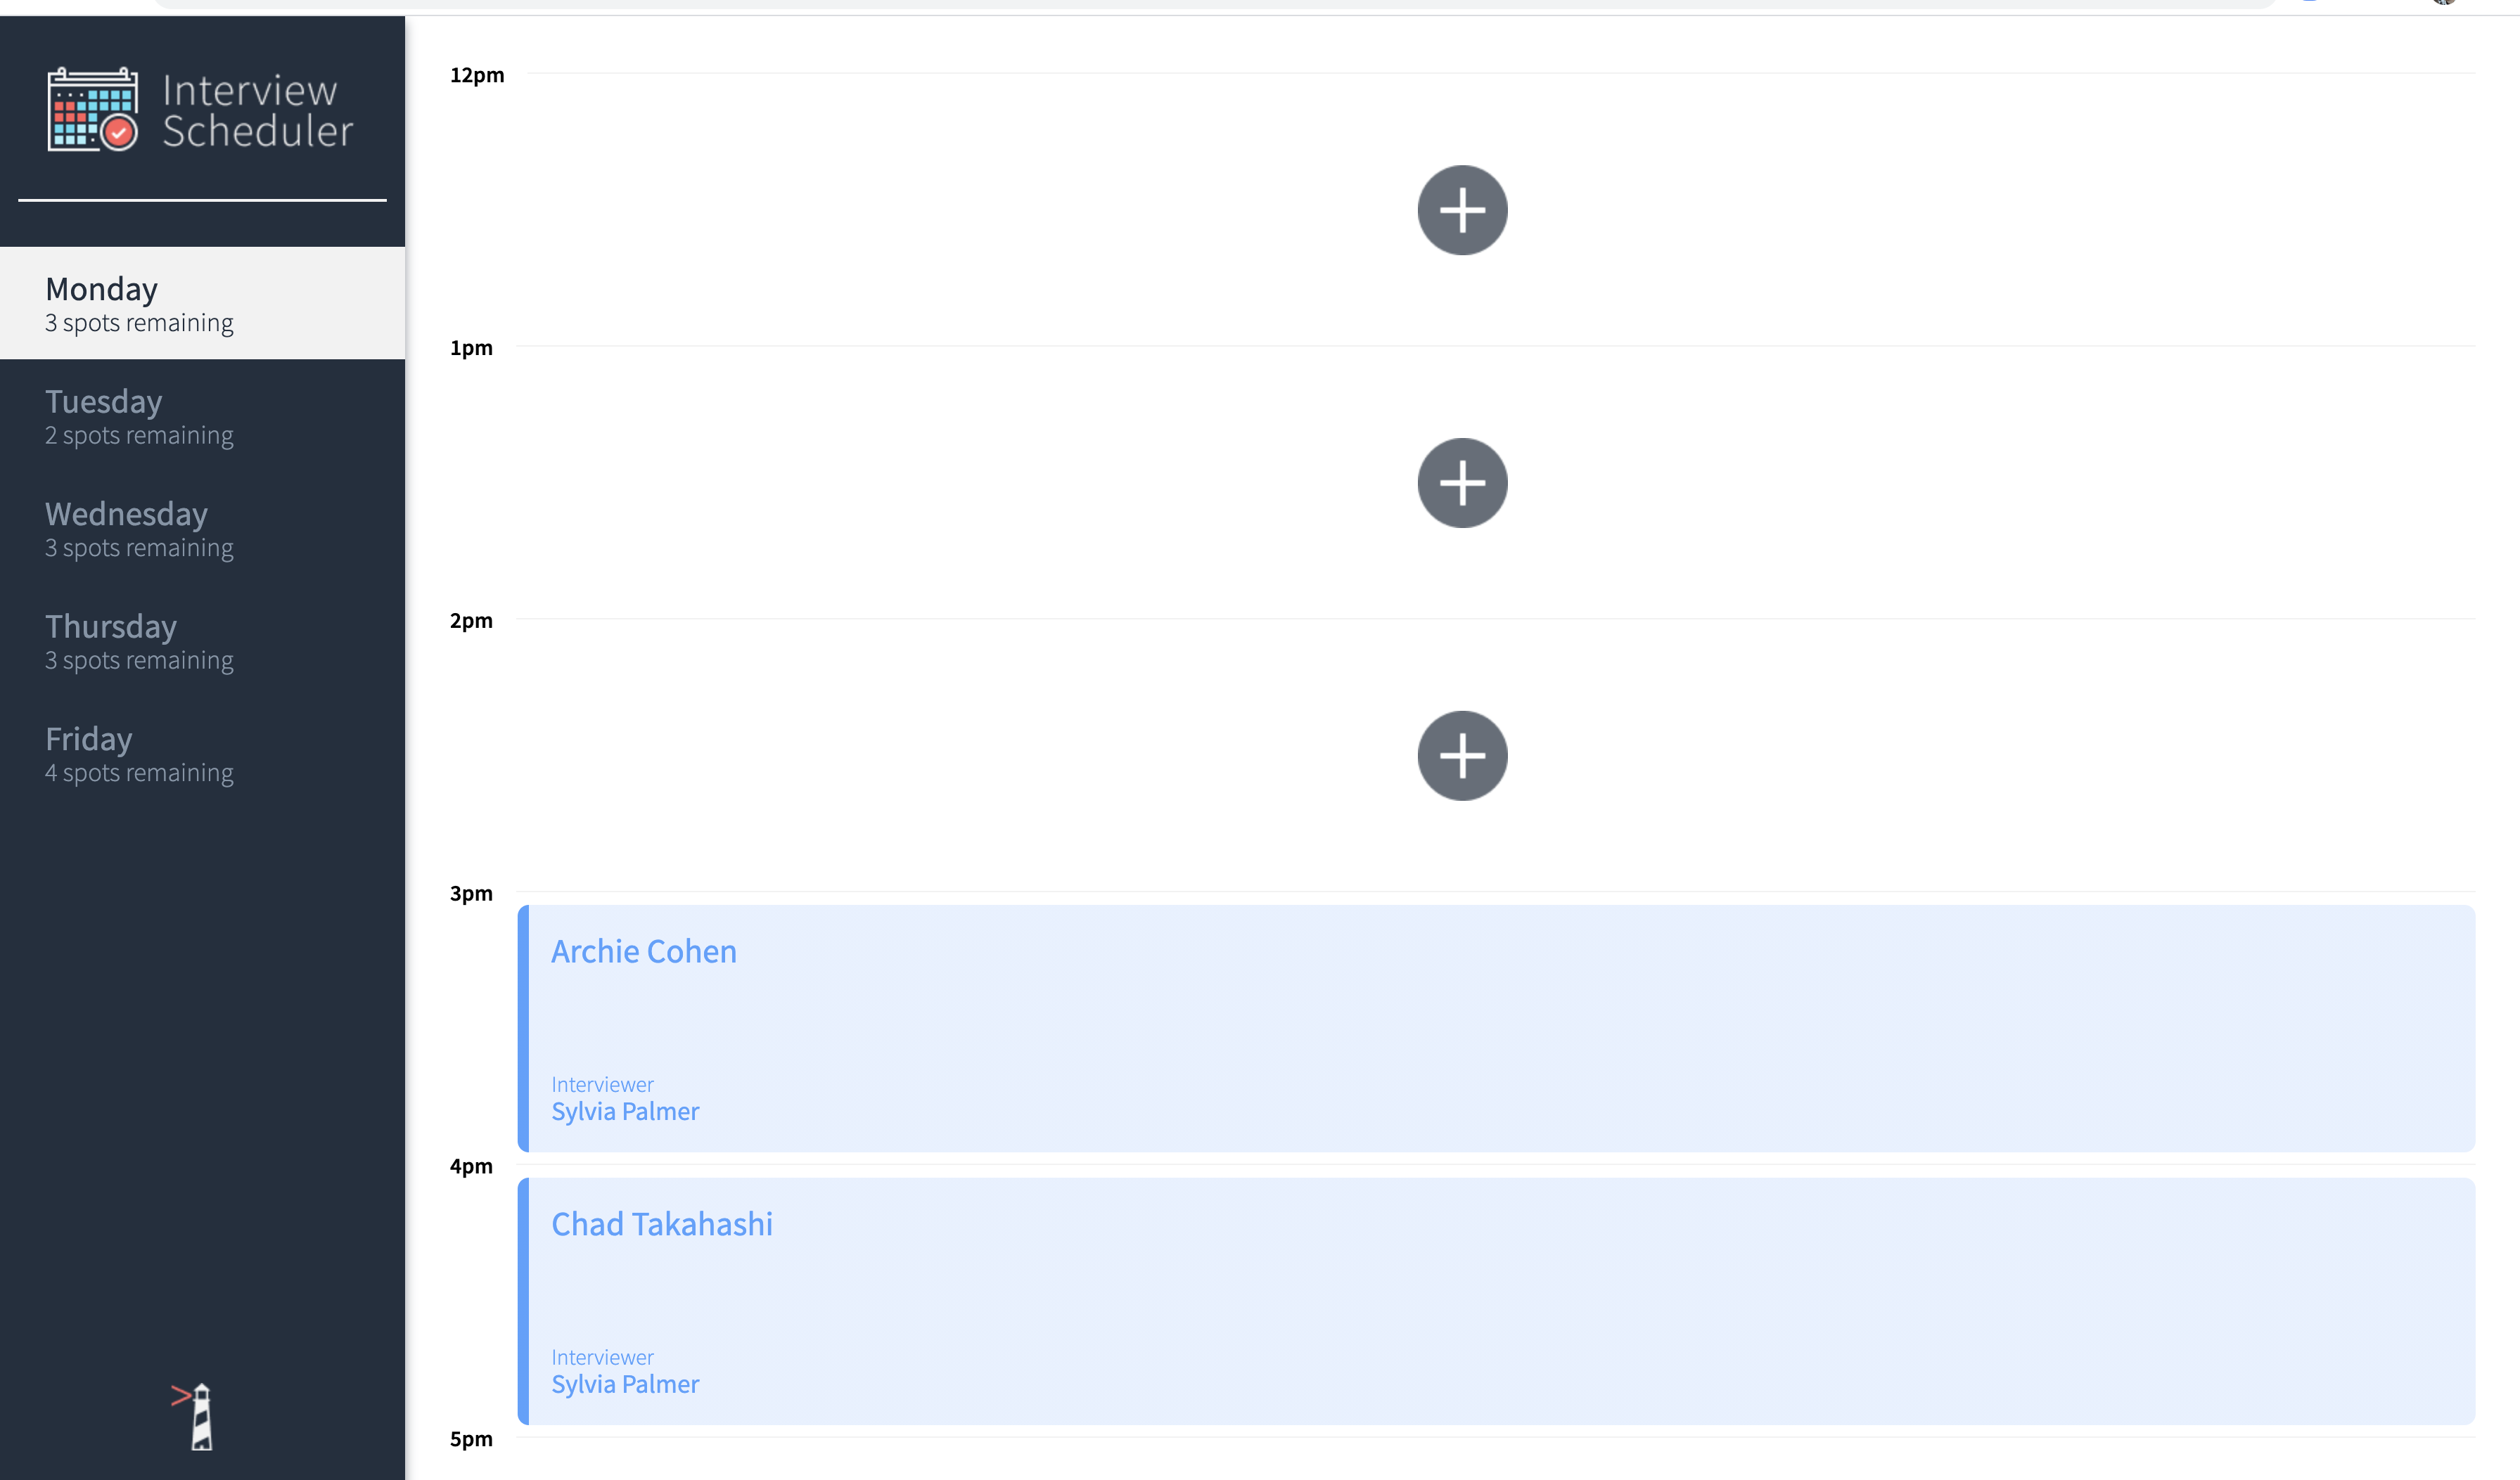 Interview
Scheduler
Monday
3 spots remaining
Tuesday
2 spots remaining
Wednesday
3 spots remaining
Thursday
3 spots remaining
Friday
4 spots remaining
12pm
1pm
2pm
3pm
Archie Cohen
Interviewer
Sylvia Palmer
4pm
Chad Takahashi
Interviewer
Sylvia Palmer
5pm